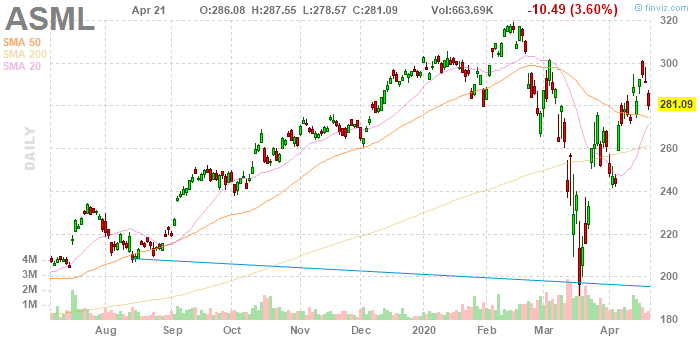 ASML
© finviz.com
Apr 21 O:286.08 H:287.55 L:278.57 C:281.09 Vol:663.69K -10.49 (3.60%)
SMA 50
SMA 200
SMA 20
DAILY
320
300
281.09
260
240
220
200
180
4M
3M
2M
1M
Aug Sep Oct Nov Dec 2020 Feb Mar Apr